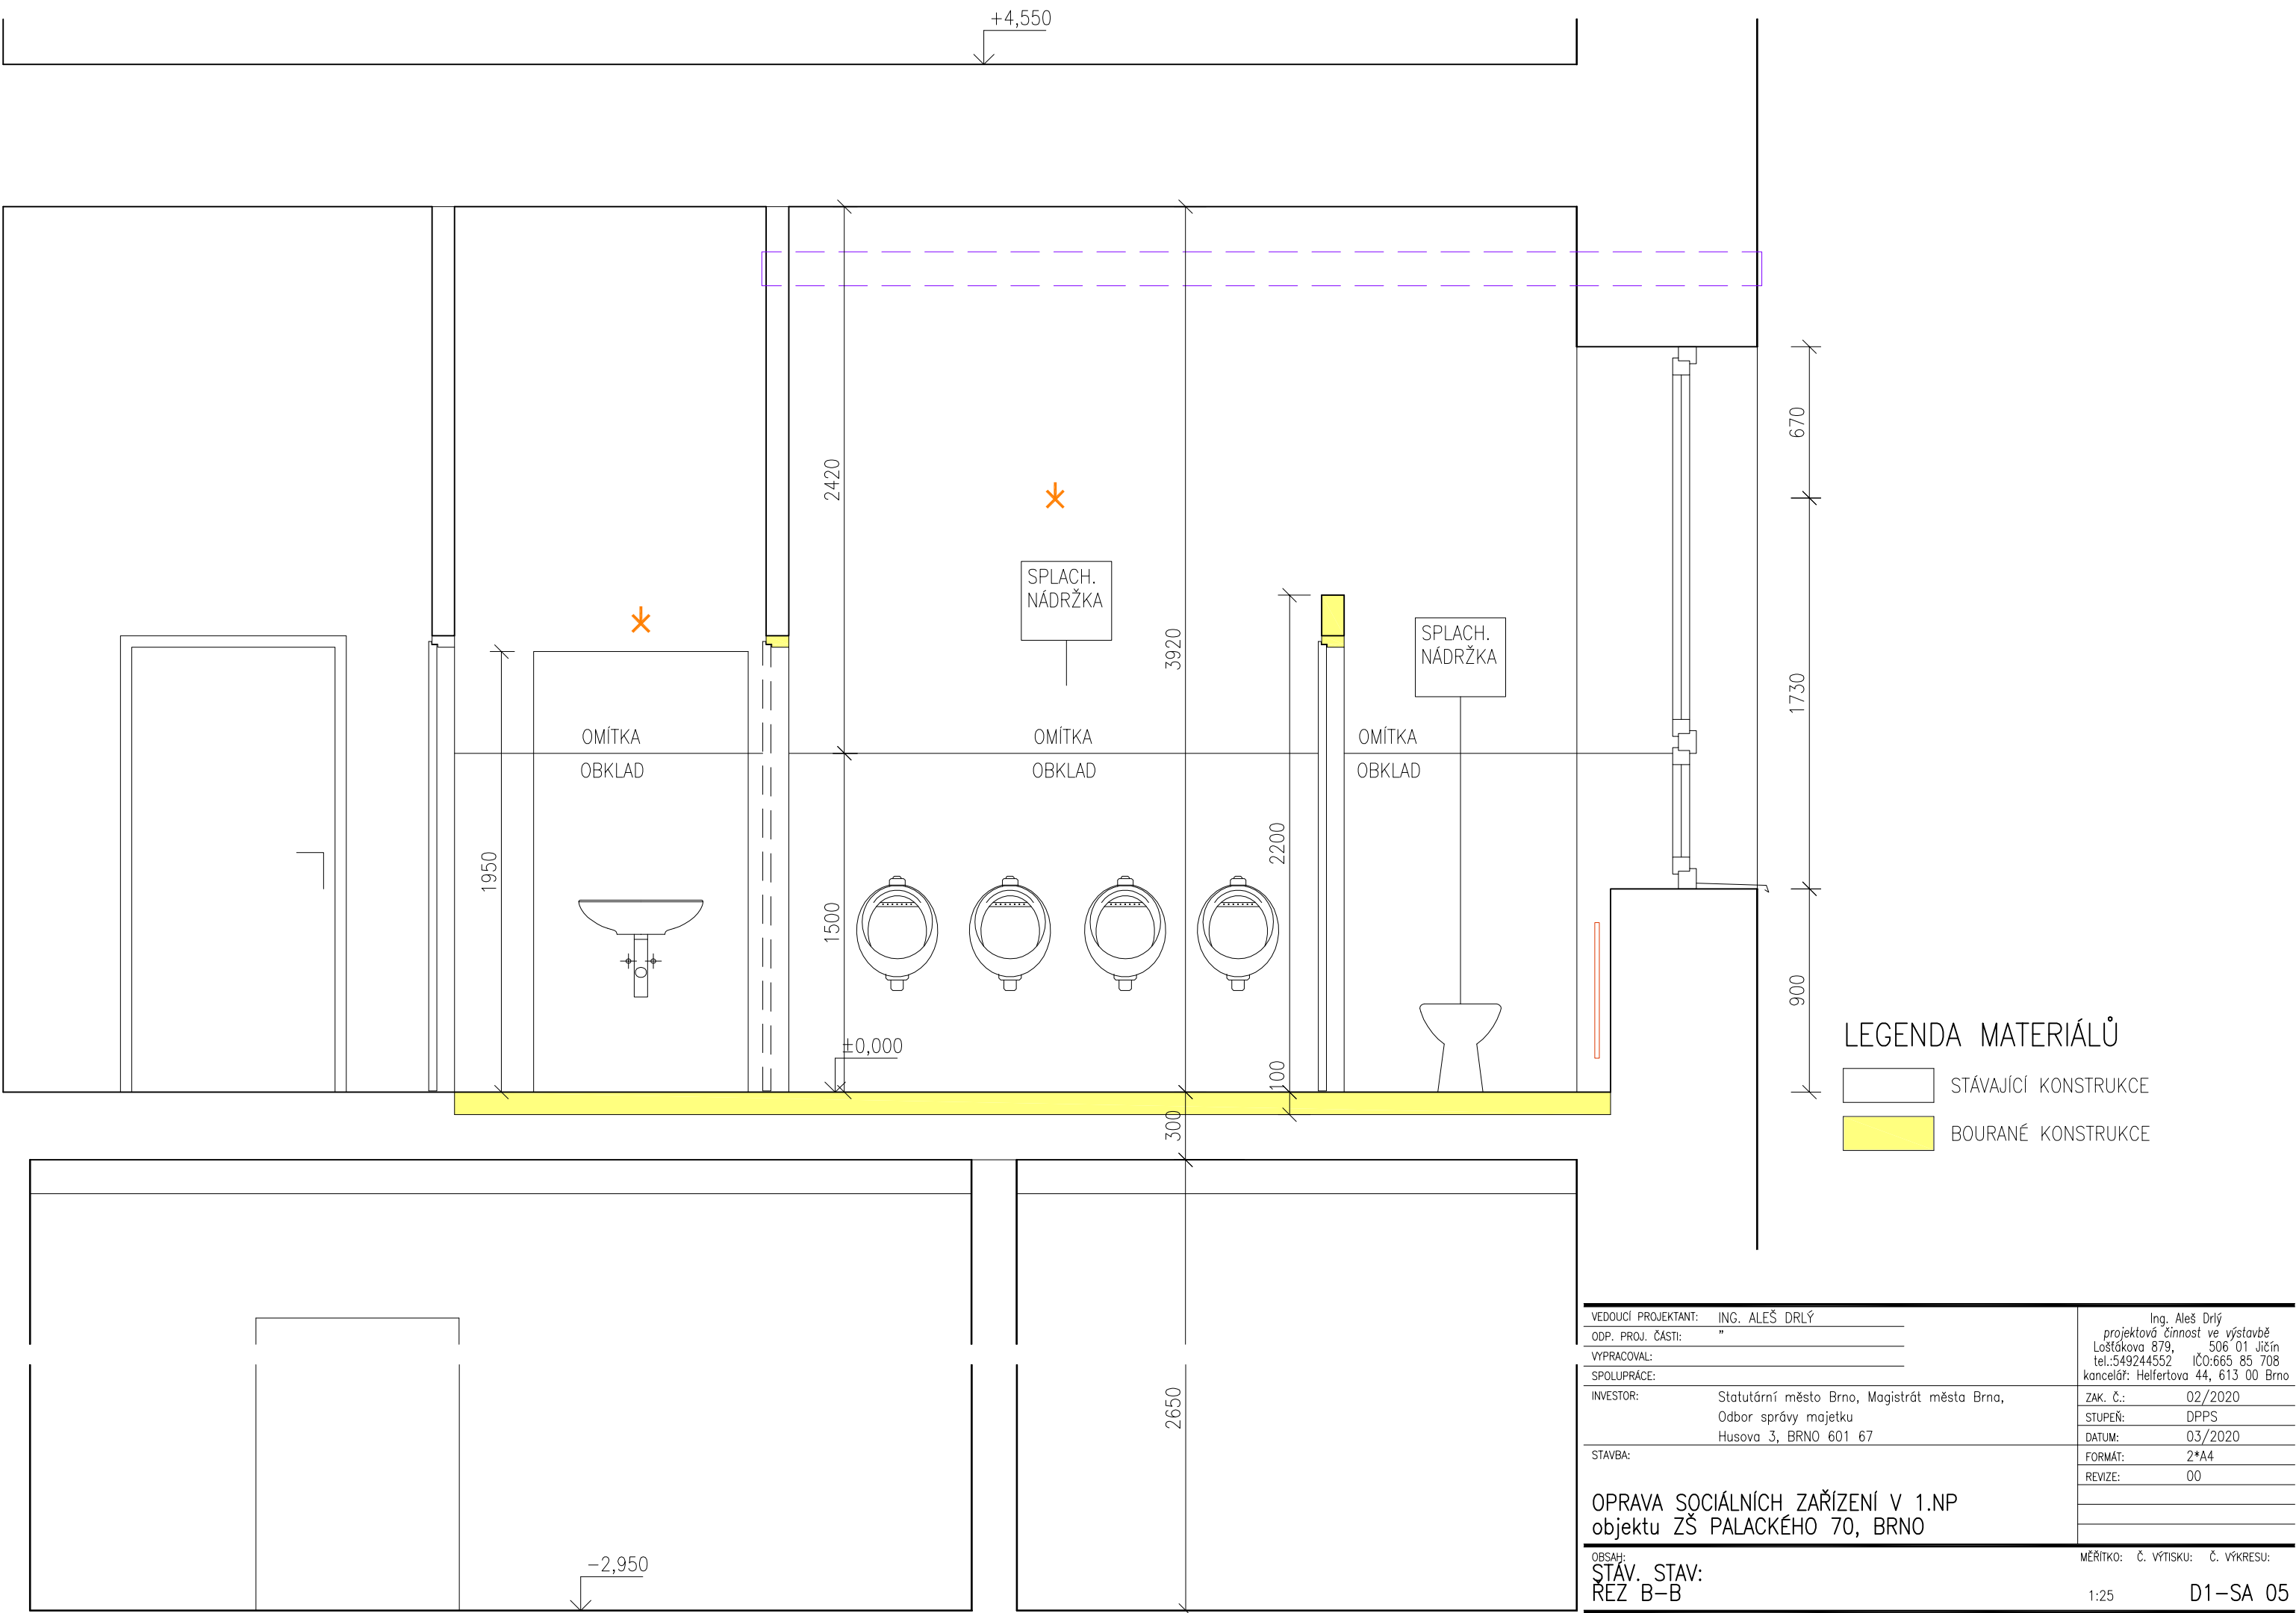 +4,550
2420
3920
670
SPLACH.
NÁDRŽKA
SPLACH.
NÁDRŽKA
1730
OMÍTKA
OBKLAD
OMÍTKA
OBKLAD
OMÍTKA
OBKLAD
1950
1500
2200
900
±0,000
100
300
2650
-2,950
LEGENDA MATERIÁLŮ
STÁVAJÍCÍ KONSTRUKCE
BOURANÉ KONSTRUKCE
VEDOUCÍ PROJEKTANT: ING. ALEŠ DRLÝ
ODP. PROJ. ČÁSTI: "
VYPRACOVAL:
SPOLUPRÁCE:
Ing. Aleš Drlý
projektová činnost ve výstavbě
Lošťákova 879, 506 01 Jičín
tel.:549244552 IČO:665 85 708
kancelář: Helfertova 44, 613 00 Brno
INVESTOR: Statutární město Brno, Magistrát města Brna,
Odbor správy majetku
Husova 3, BRNO 601 67
ZAK. Č.: 02/2020
STUPEŇ: DPPS
DATUM: 03/2020
FORMÁT: 2*A4
REVIZE: 00
STAVBA:
OPRAVA SOCIÁLNÍCH ZAŘÍZENÍ V 1.NP
objektu ZŠ PALACKÉHO 70, BRNO
OBSAH:
STÁV. STAV:
ŘEZ B-B
MĚŘÍTKO: Č. VÝTISKU: Č. VÝKRESU:
1:25 D1-SA 05